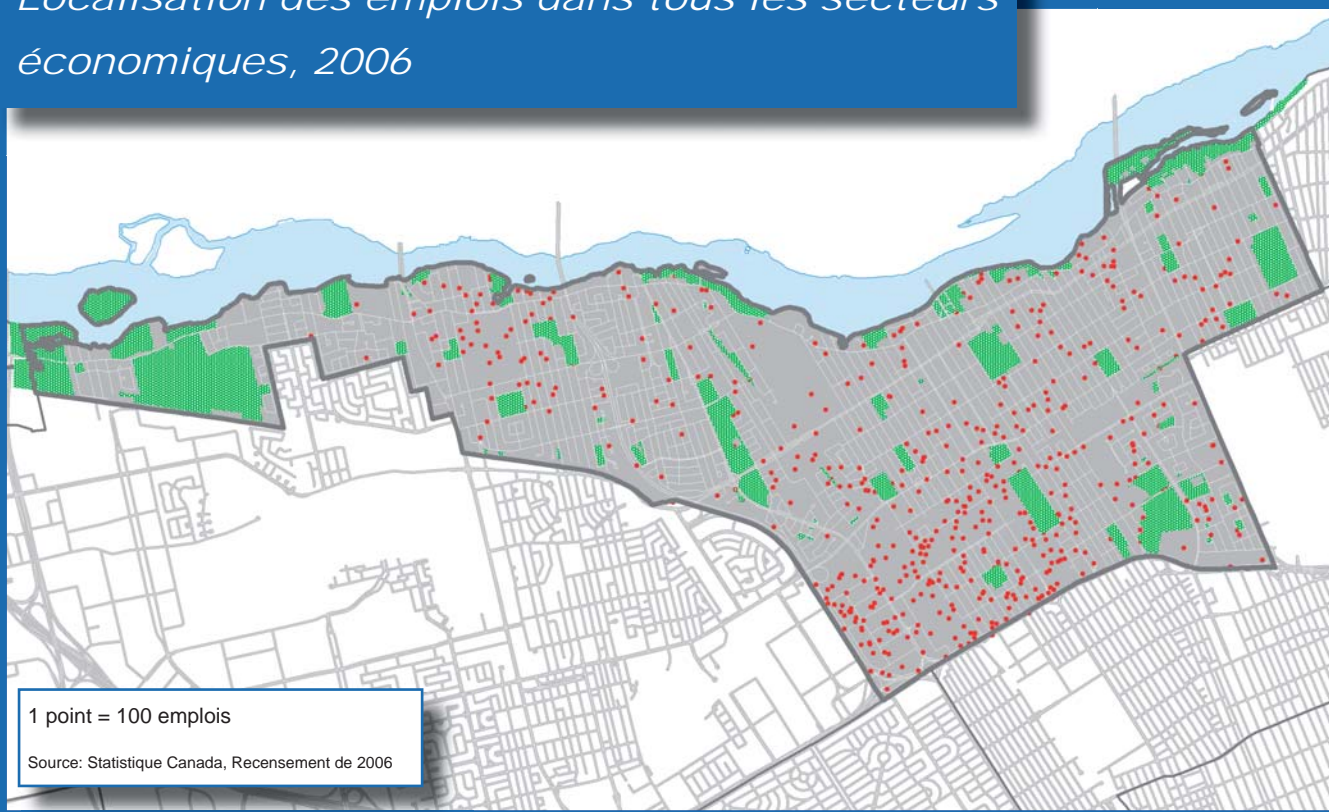 Localisation des emplois dans tous les secteurs
économiques, 2006
1 point = 100 emplois
Source: Statistique Canada, Recensement de 2006